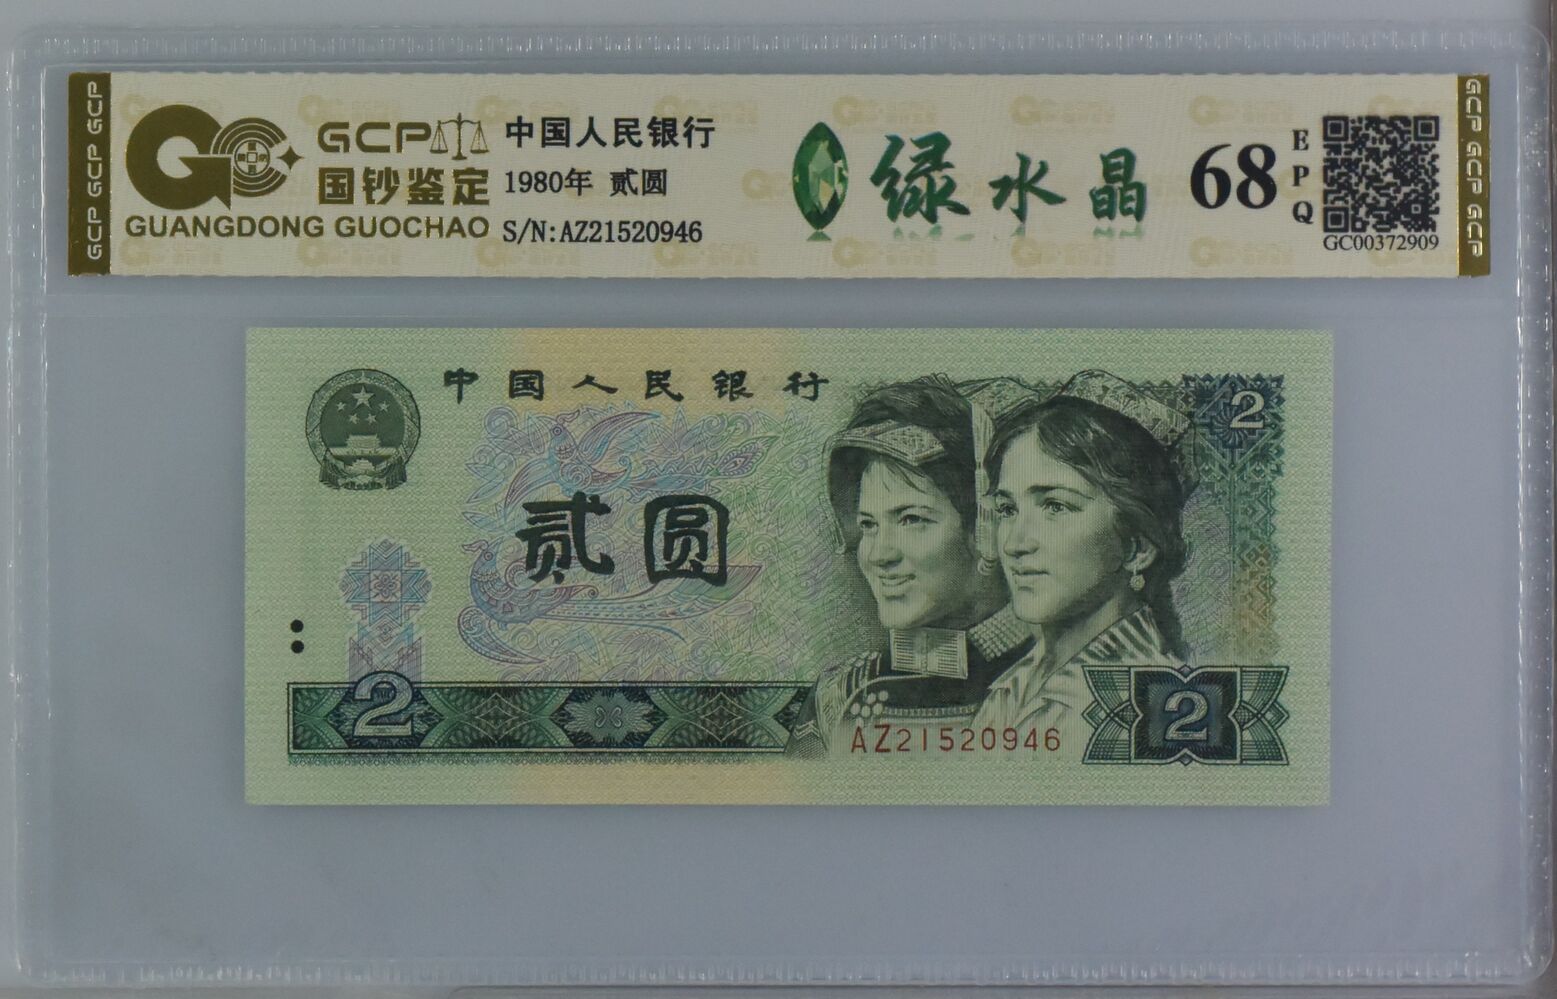 GCP GCP GCP
GCP
国钞鉴定
GUANGDONG GUOCHAO
中国人民银行
1980年 贰圆
S/N:AZ21520946
绿水晶
68
EPQ
GC00372909
GCP GCP GCP
中国人民银行
2
贰圆
2
AZ21520946
2